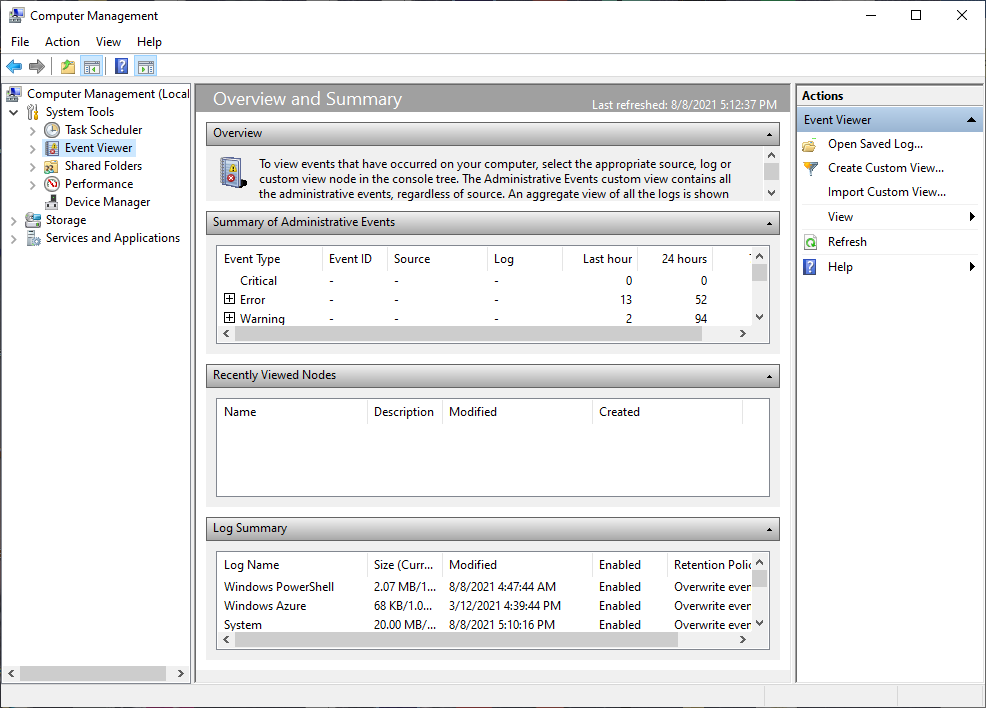 Computer Management
File Action View Help
Computer Management (Local
System Tools
Task Scheduler
Event Viewer
Shared Folders
Performance
Device Manager
Storage
Services and Applications
Overview and Summary
Last refreshed: 8/8/2021 5:12:37 PM
Overview
To view events that have occurred on your computer, select the appropriate source, log or
custom view node in the console tree. The Administrative Events custom view contains all
the administrative events, regardless of source. An aggregate view of all the logs is shown
Summary of Administrative Events
Event Type Event ID Source Log Last hour 24 hours
Critical - - - 0 0
Error - - - 13 52
Warning - - - 2 94
Recently Viewed Nodes
Name Description Modified Created
Log Summary
Log Name Size (Curr... Modified Enabled Retention Polic
Windows PowerShell 2.07 MB/1... 8/8/2021 4:47:44 AM Enabled Overwrite ever
Windows Azure 68 KB/1.0... 3/12/2021 4:39:44 PM Enabled Overwrite ever
System 20.00 MB/... 8/8/2021 5:10:16 PM Enabled Overwrite ever
Actions
Event Viewer
Open Saved Log...
Create Custom View...
Import Custom View...
View
Refresh
Help